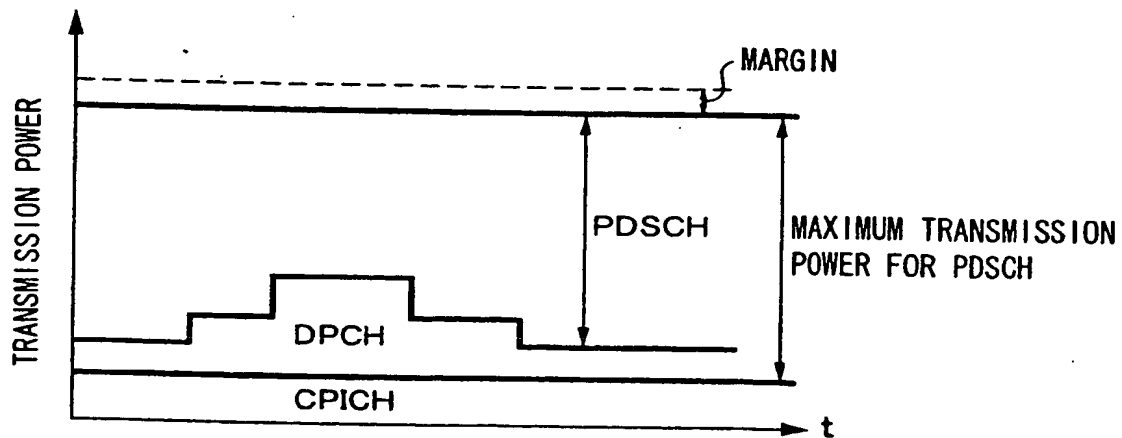 MARGIN
TRANSMISSION POWER
PDSCH
MAXIMUM TRANSMISSION
POWER FOR PDSCH
DPCH
CPICH
t